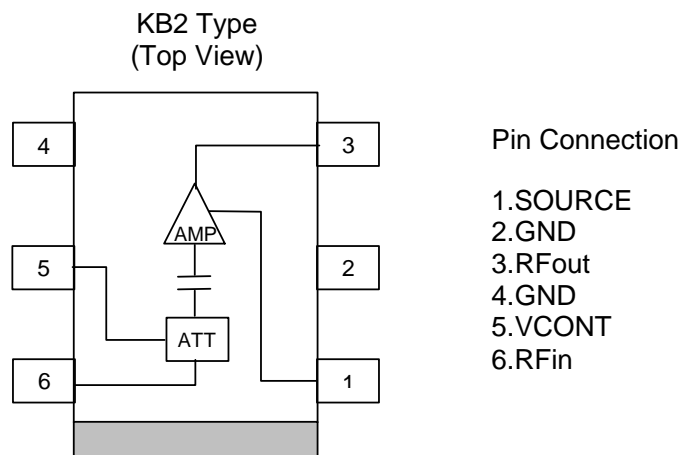 KB2 Type
(Top View)
4
3
Pin Connection
1.SOURCE
2.GND
3.RFout
4.GND
5.VCONT
6.RFin
AMP
5
2
ATT
6
1